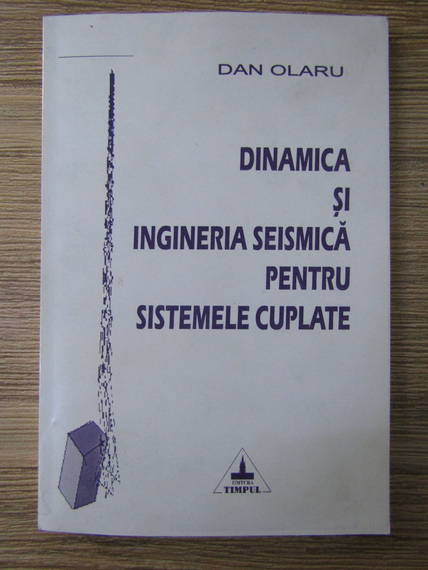 DAN OLARU
DINAMICA
ȘI
INGINERIA SEISMICĂ
PENTRU
SISTEMELE CUPLATE
EDITURA
TIMPUL